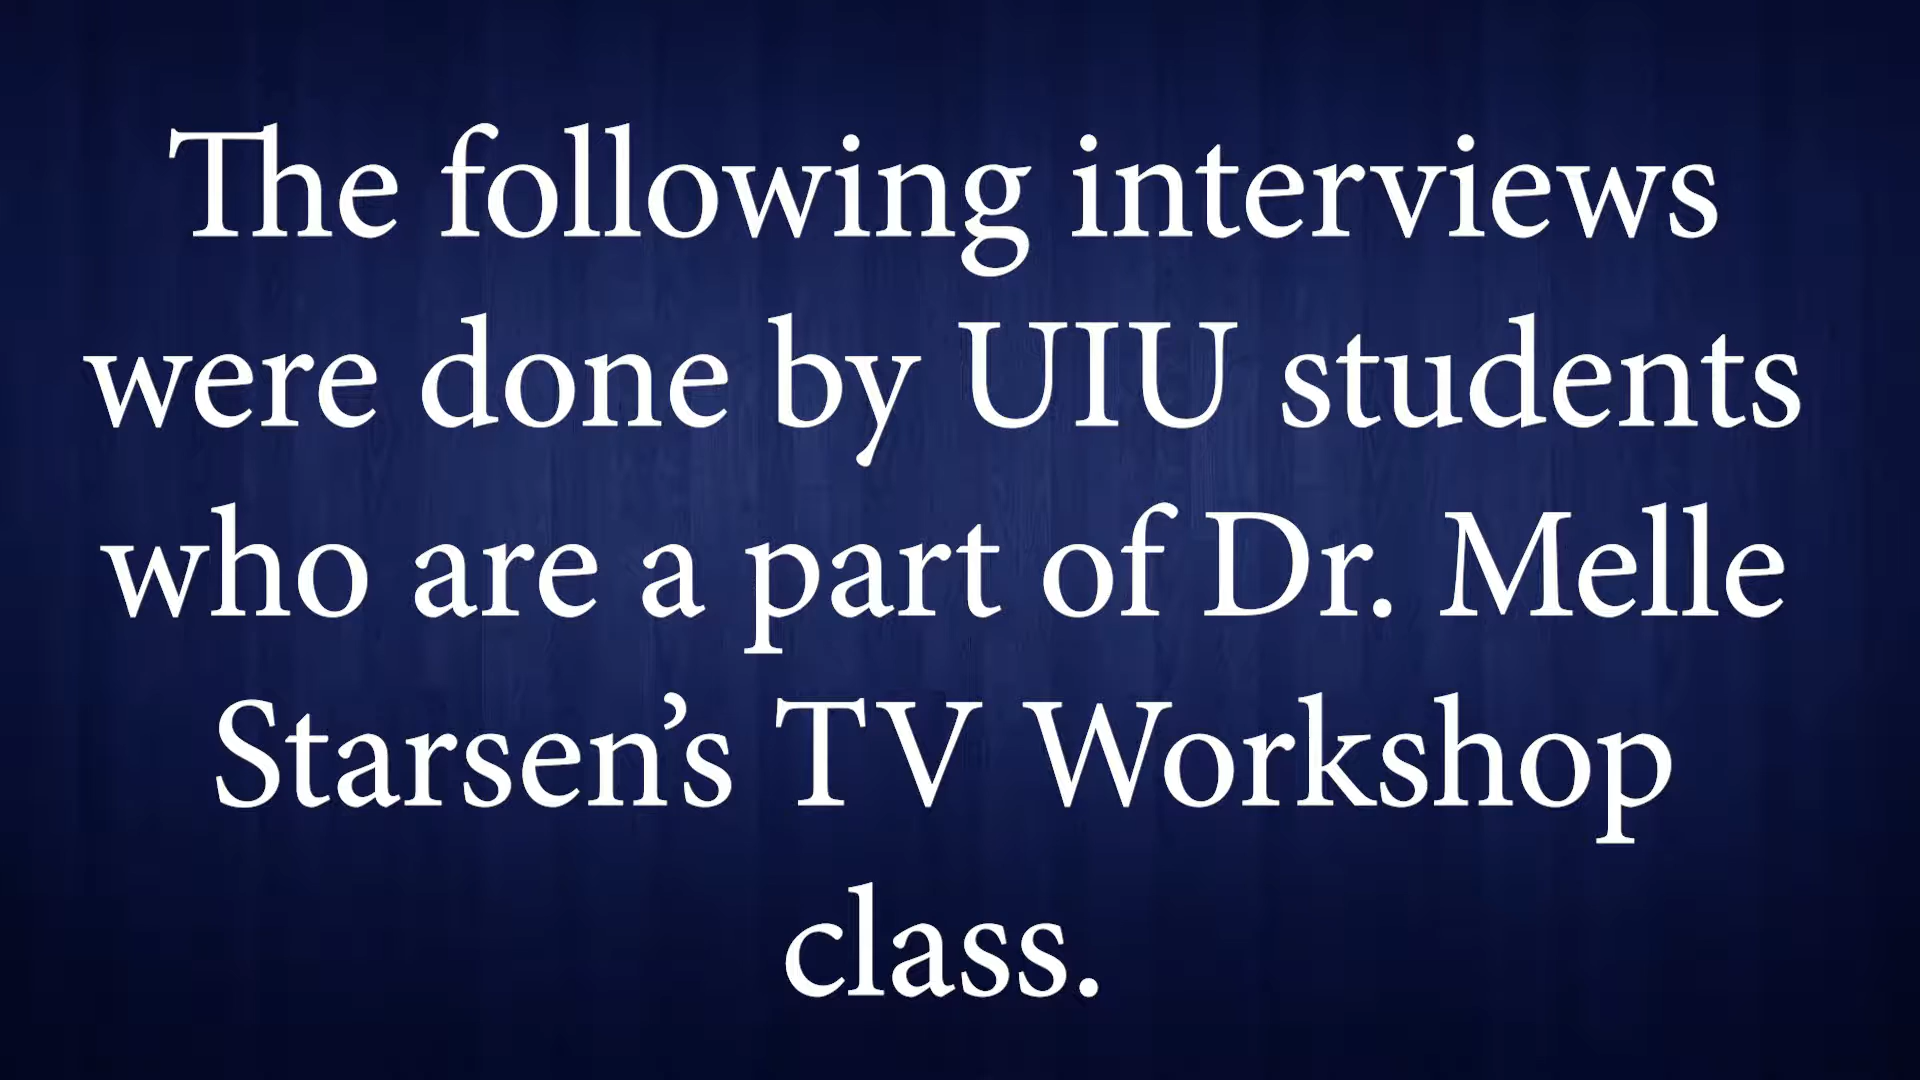 The following interviews
were done by UIU students
who are a part of Dr. Melle
Starsen’s TV Workshop
class.